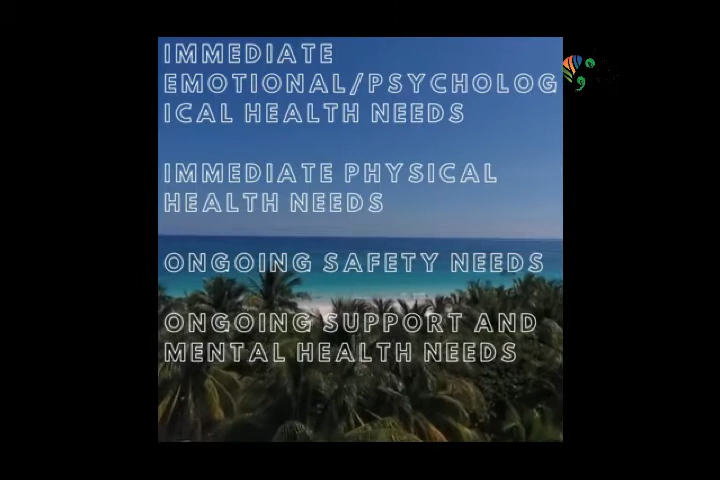 IMMEDIATE
EMOTIONAL/PSYCHOLOG
ICAL HEALTH NEEDS
IMMEDIATE PHYSICAL
HEALTH NEEDS
ONGOING SAFETY NEEDS
ONGOING SUPPORT AND
MENTAL HEALTH NEEDS